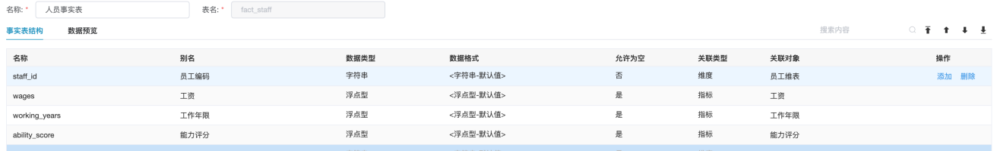 名称: * 人员事实表 表名: * fact_staff
事实表结构 数据预览 搜索内容
名称 别名 数据类型 数据格式 允许为空 关联类型 关联对象 操作
staff_id 员工编码 字符串 <字符串-默认值> 否 维度 员工维表 添加 删除
wages 工资 浮点型 <浮点型-默认值> 是 指标 工资
working_years 工作年限 浮点型 <浮点型-默认值> 是 指标 工作年限
ability_score 能力评分 浮点型 <浮点型-默认值> 是 指标 能力评分